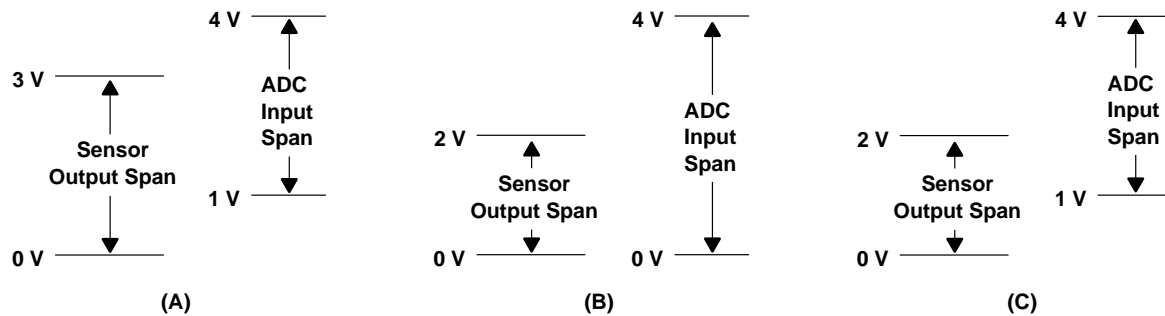 4 V
3 V
ADC
Input
Span
Sensor
Output Span
1 V
0 V
(A)
4 V
ADC
Input
Span
2 V
Sensor
Output Span
0 V
(B)
4 V
ADC
Input
Span
2 V
Sensor
Output Span
1 V
0 V
(C)